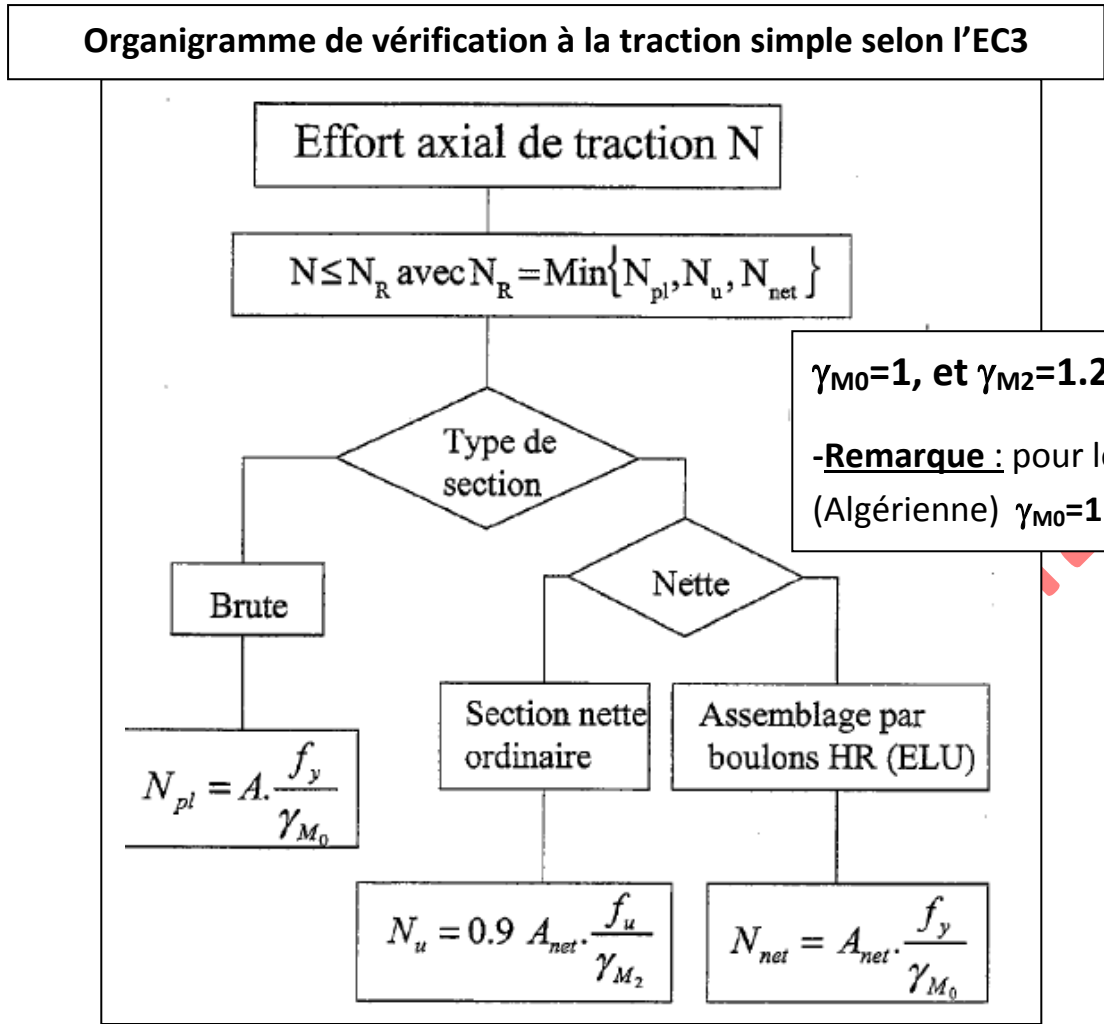 Organigramme de vérification à la traction simple selon l’EC3
Effort axial de traction N
N≤N_R avec N_R=Min{N_pl,N_u,N_net}
γM0=1, et γM2=1.2
-Remarque : pour le
(Algérienne) γM0=1
Type de
section
Brute
Nette
Section nette
ordinaire
Assemblage par
boulons HR (ELU)
N_pl = A. f_y / γ_M0
N_u = 0.9 A_net. f_u / γ_M2
N_net = A_net. f_y / γ_M0